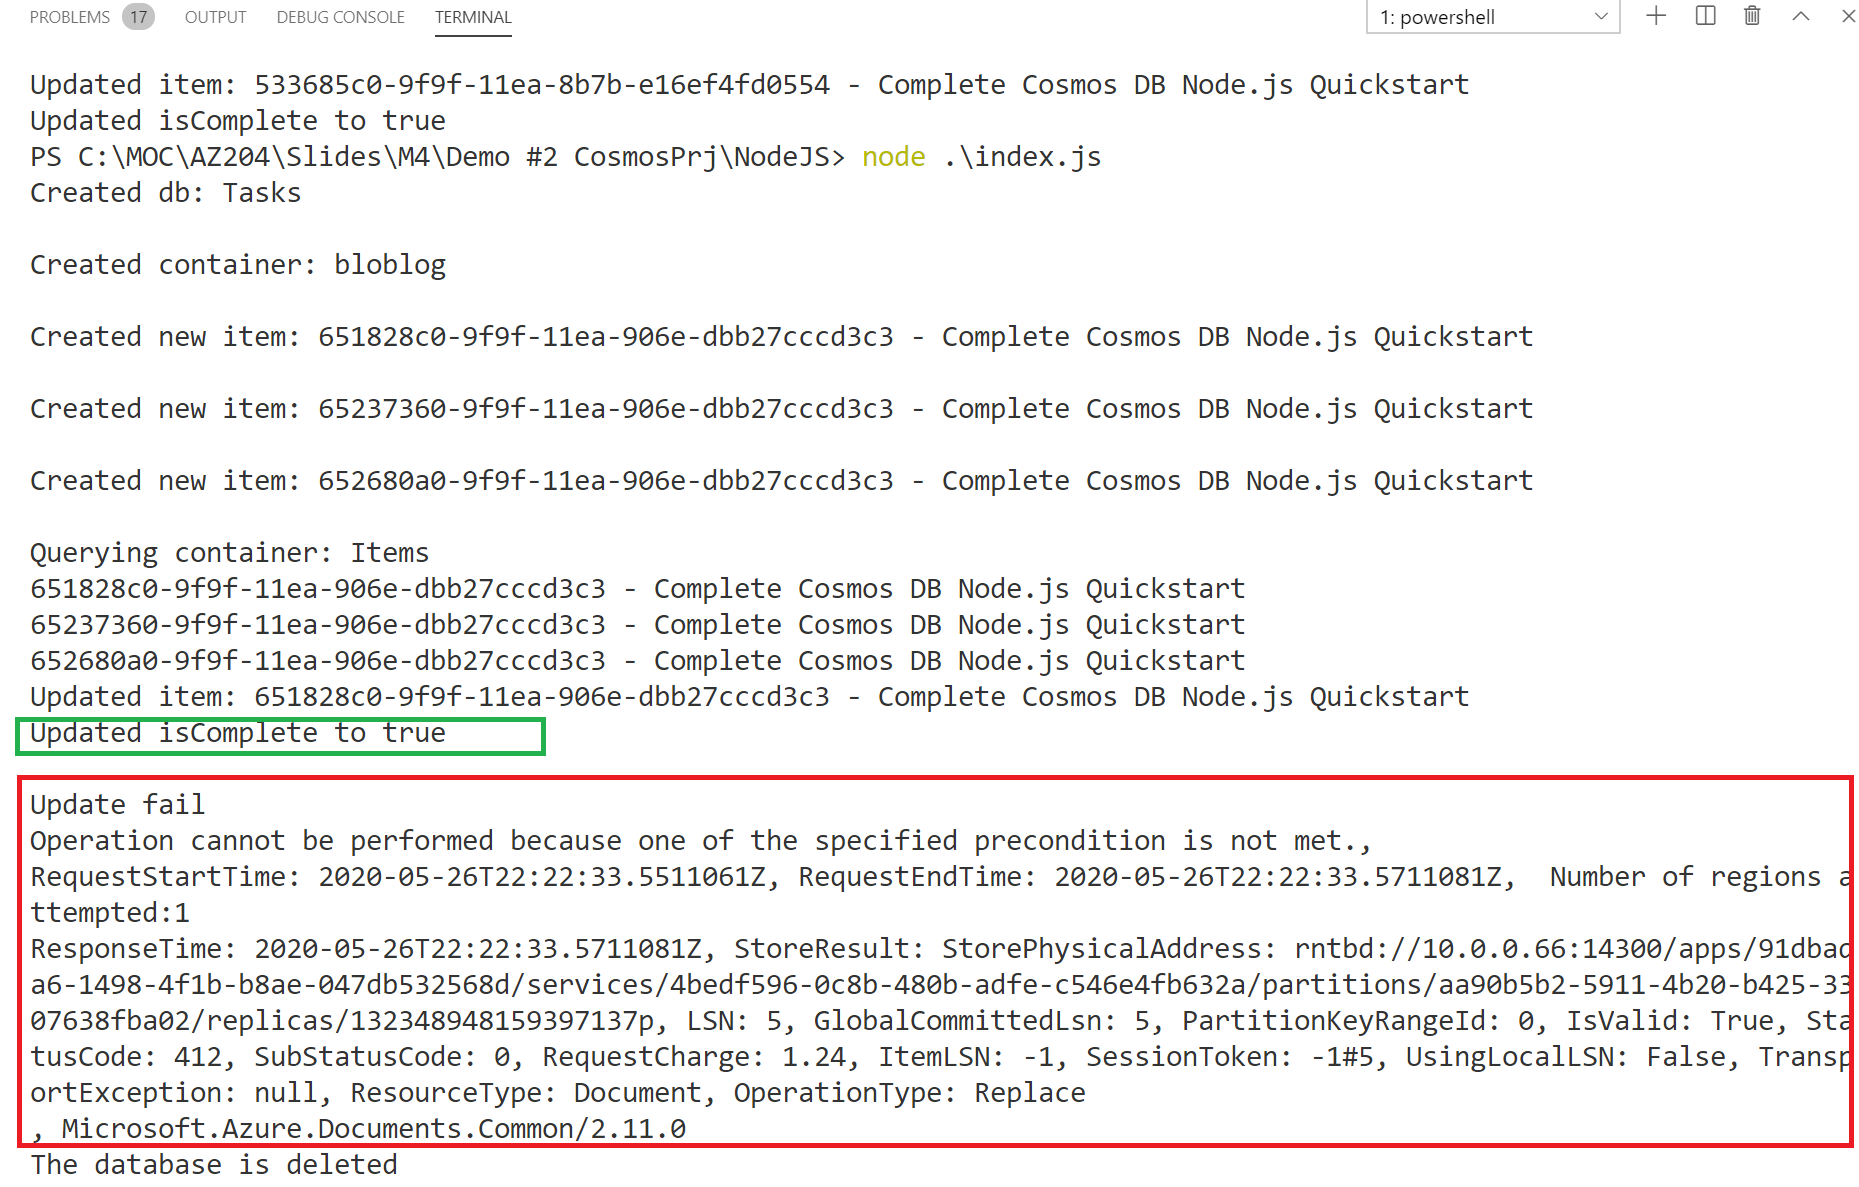 PROBLEMS 17 OUTPUT DEBUG CONSOLE TERMINAL 1: powershell
Updated item: 533685c0-9f9f-11ea-8b7b-e16ef4fd0554 - Complete Cosmos DB Node.js Quickstart
Updated isComplete to true
PS C:\MOC\AZ204\Slides\M4\Demo #2 CosmosPrj\NodeJS> node .\index.js
Created db: Tasks
Created container: bloblog
Created new item: 651828c0-9f9f-11ea-906e-dbb27cccd3c3 - Complete Cosmos DB Node.js Quickstart
Created new item: 65237360-9f9f-11ea-906e-dbb27cccd3c3 - Complete Cosmos DB Node.js Quickstart
Created new item: 652680a0-9f9f-11ea-906e-dbb27cccd3c3 - Complete Cosmos DB Node.js Quickstart
Querying container: Items
651828c0-9f9f-11ea-906e-dbb27cccd3c3 - Complete Cosmos DB Node.js Quickstart
65237360-9f9f-11ea-906e-dbb27cccd3c3 - Complete Cosmos DB Node.js Quickstart
652680a0-9f9f-11ea-906e-dbb27cccd3c3 - Complete Cosmos DB Node.js Quickstart
Updated item: 651828c0-9f9f-11ea-906e-dbb27cccd3c3 - Complete Cosmos DB Node.js Quickstart
Updated isComplete to true
Update fail
Operation cannot be performed because one of the specified precondition is not met.,
RequestStartTime: 2020-05-26T22:22:33.5511061Z, RequestEndTime: 2020-05-26T22:22:33.5711081Z,  Number of regions a
ttempted:1
ResponseTime: 2020-05-26T22:22:33.5711081Z, StoreResult: StorePhysicalAddress: rntbd://10.0.0.66:14300/apps/91dbad
a6-1498-4f1b-b8ae-047db532568d/services/4bedf596-0c8b-480b-adfe-c546e4fb632a/partitions/aa90b5b2-5911-4b20-b425-33
07638fba02/replicas/132348948159397137p, LSN: 5, GlobalCommittedLsn: 5, PartitionKeyRangeId: 0, IsValid: True, Sta
tusCode: 412, SubStatusCode: 0, RequestCharge: 1.24, ItemLSN: -1, SessionToken: -1#5, UsingLocalLSN: False, Transp
ortException: null, ResourceType: Document, OperationType: Replace
, Microsoft.Azure.Documents.Common/2.11.0
The database is deleted